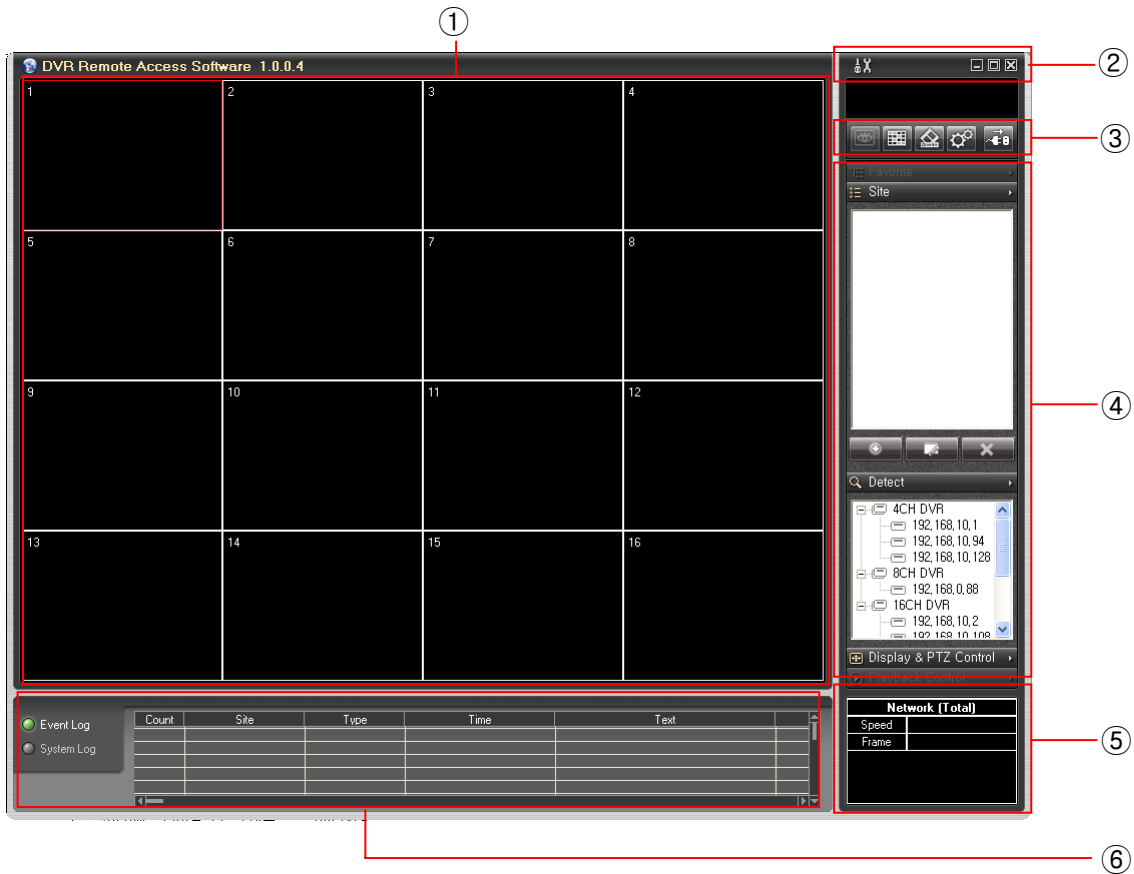 ①
DVR Remote Access Software 1.0.0.4
②
1
2
3
4
③
Favorite
Site
5
6
7
8
④
9
10
11
12
Detect
4CH DVR
192,168,10,1
192,168,10,94
192,168,10,128
8CH DVR
192,168,0,88
16CH DVR
192,168,10,2
192,168,10,108
13
14
15
16
Display & PTZ Control
Playback Control
Event Log
System Log
Count
Site
Type
Time
Text
Network (Total)
Speed
Frame
⑤
⑥